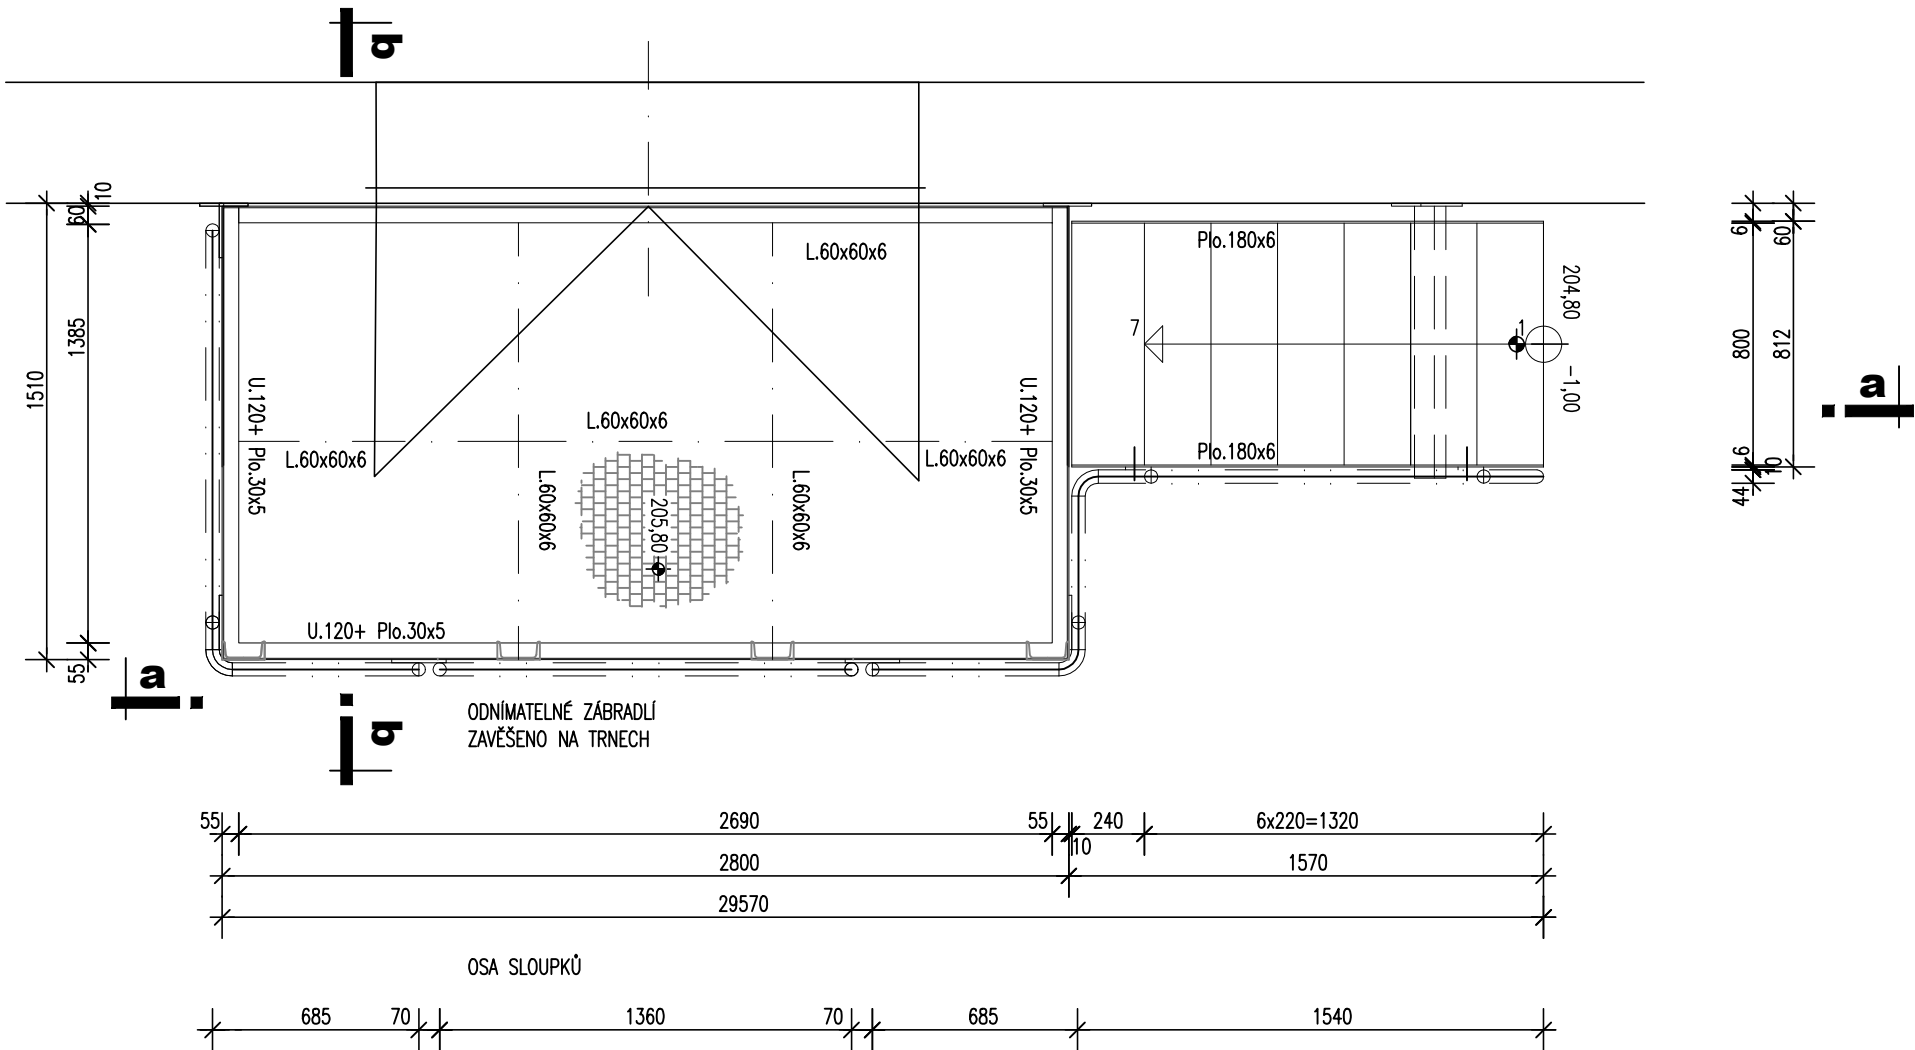 b
10
60
1510
1385
55
L.60x60x6
Plo.180x6
204,80
-1,00
7
1
6
60
800
812
6
10
44
a
U.120+ Plo.30x5
U.120+ Plo.30x5
L.60x60x6
L.60x60x6
L.60x60x6
Plo.180x6
L.60x60x6
L.60x60x6
205,80
U.120+ Plo.30x5
a
b
ODNÍMATELNÉ ZÁBRADLÍ
ZAVĚŠENO NA TRNECH
55
2690
55
240
6x220=1320
10
2800
1570
29570
OSA SLOUPKŮ
685
70
1360
70
685
1540